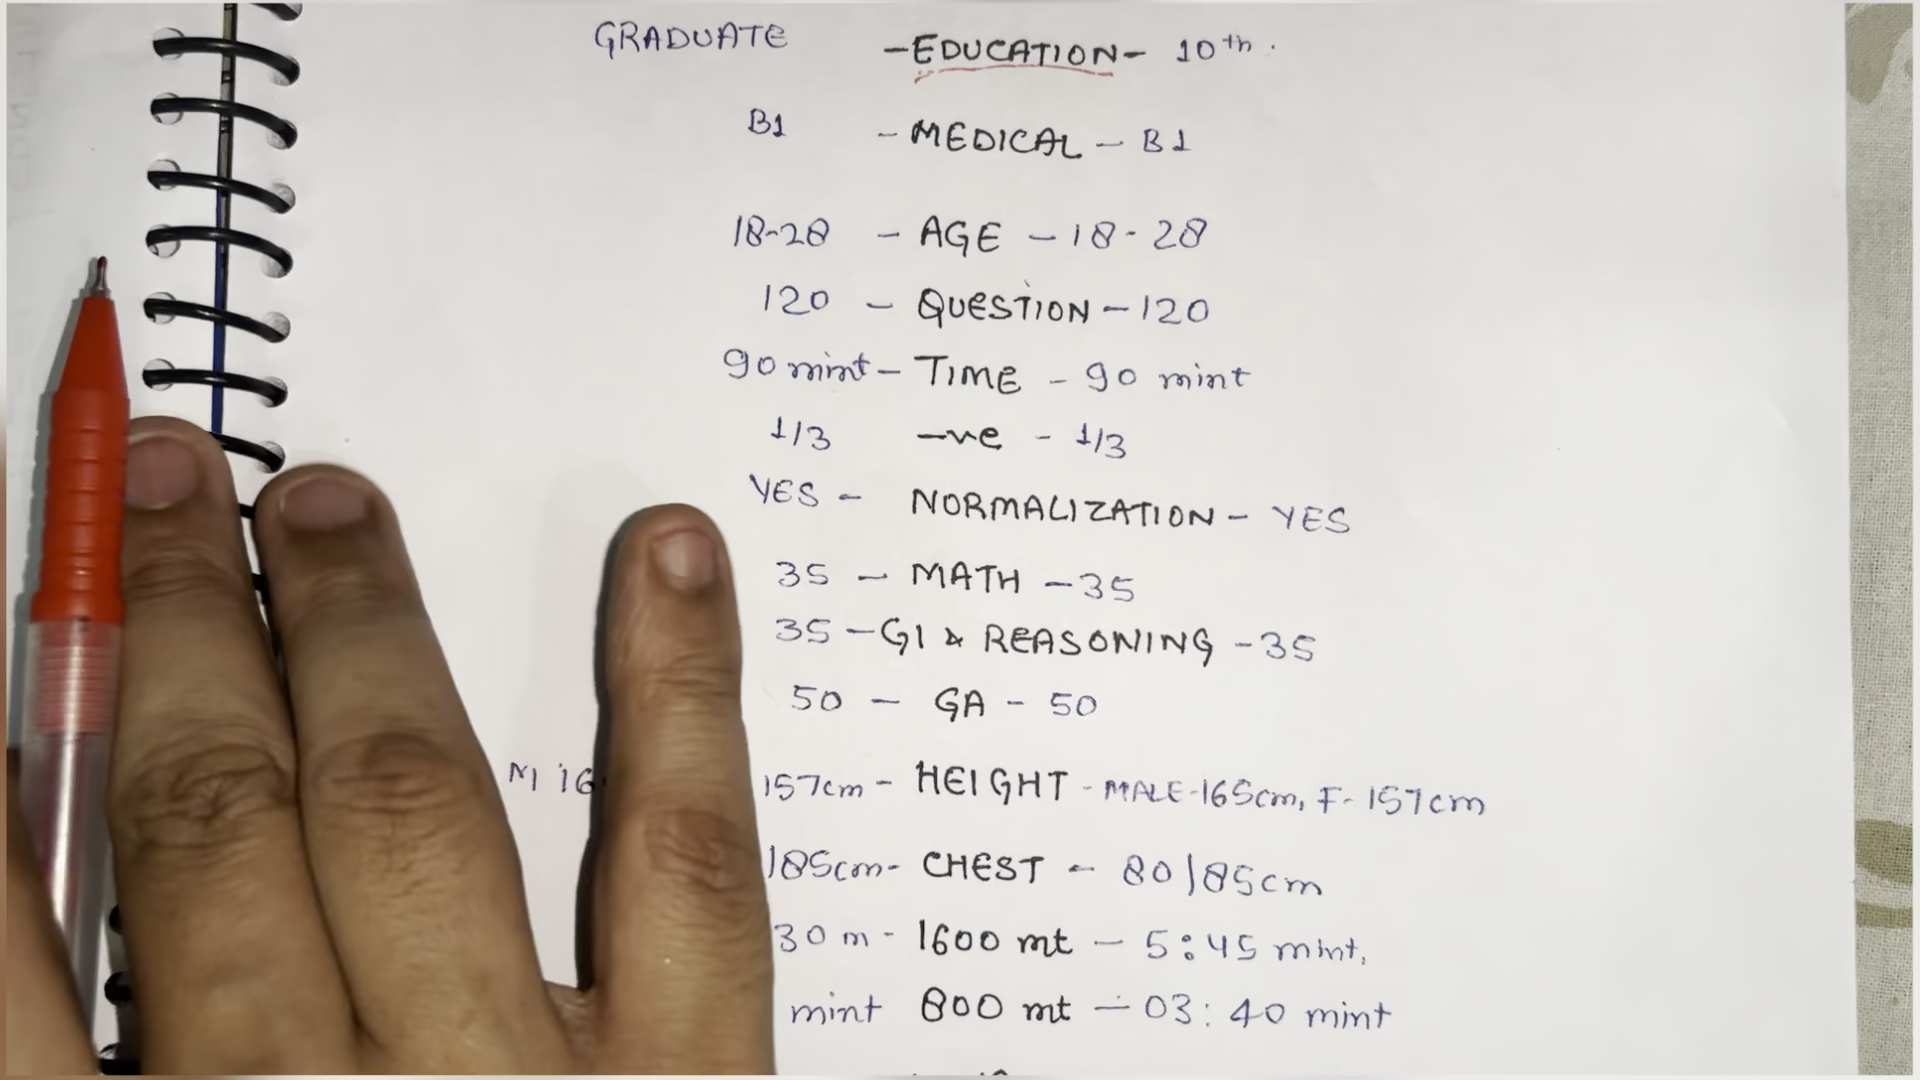 GRADUATE -EDUCATION- 10th.
B1 - MEDICAL - B1
18-28 - AGE - 18-28
120 - QUESTION - 120
90 mint - TIME - 90 mint
1/3 -ve - 1/3
YES - NORMALIZATION - YES
35 - MATH - 35
35 - GI & REASONING - 35
50 - GA - 50
157cm - HEIGHT - MALE-165cm, F-157cm
185cm- CHEST - 80/85cm
30 m - 1600 mt - 5:45 mint,
mint 800 mt - 03:40 mint